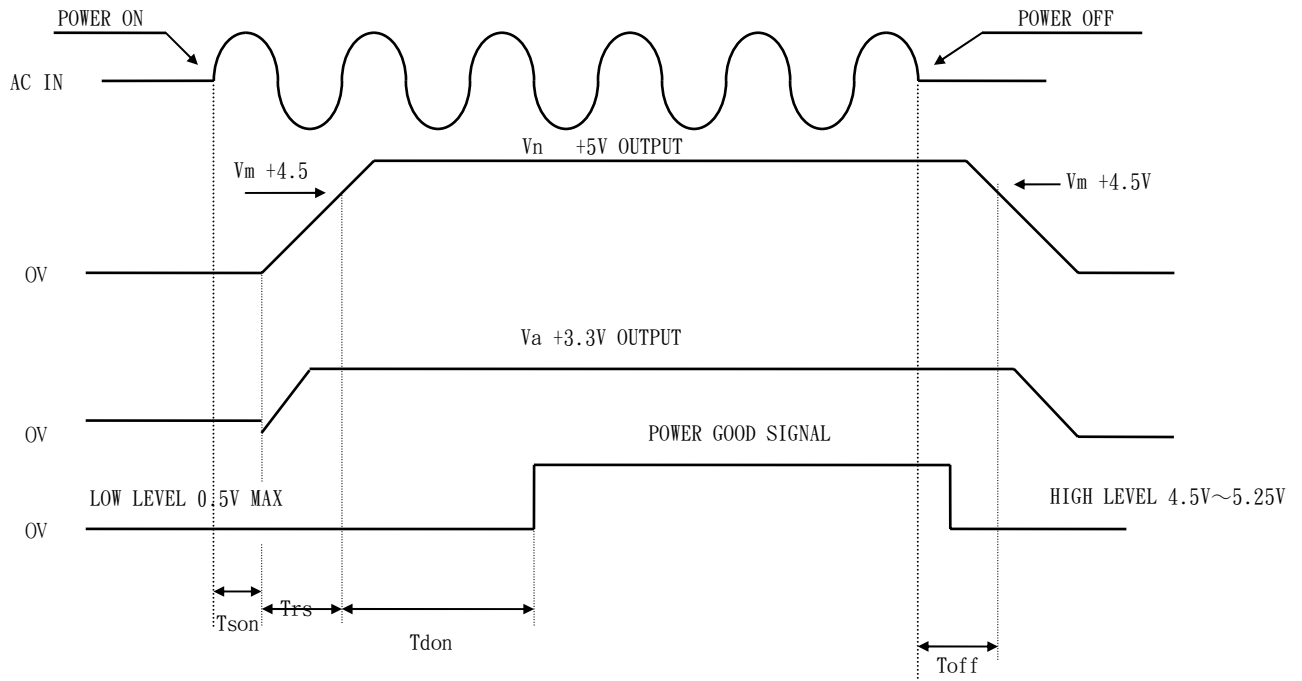 POWER ON
POWER OFF
AC IN
Vn +5V OUTPUT
Vm +4.5
Vm +4.5V
OV
Va +3.3V OUTPUT
OV
POWER GOOD SIGNAL
LOW LEVEL 0.5V MAX
HIGH LEVEL 4.5V～5.25V
OV
Tson
Trs
Tdon
Toff